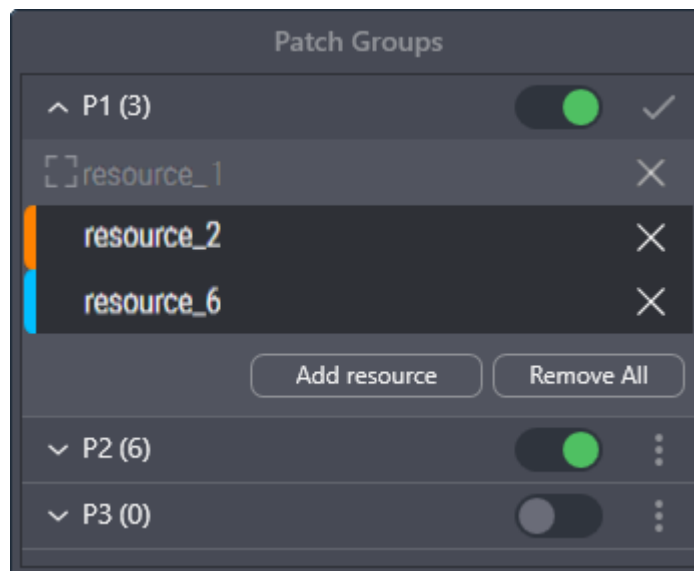 Patch Groups
P1 (3)
resource_1
resource_2
resource_6
Add resource Remove All
P2 (6)
P3 (0)